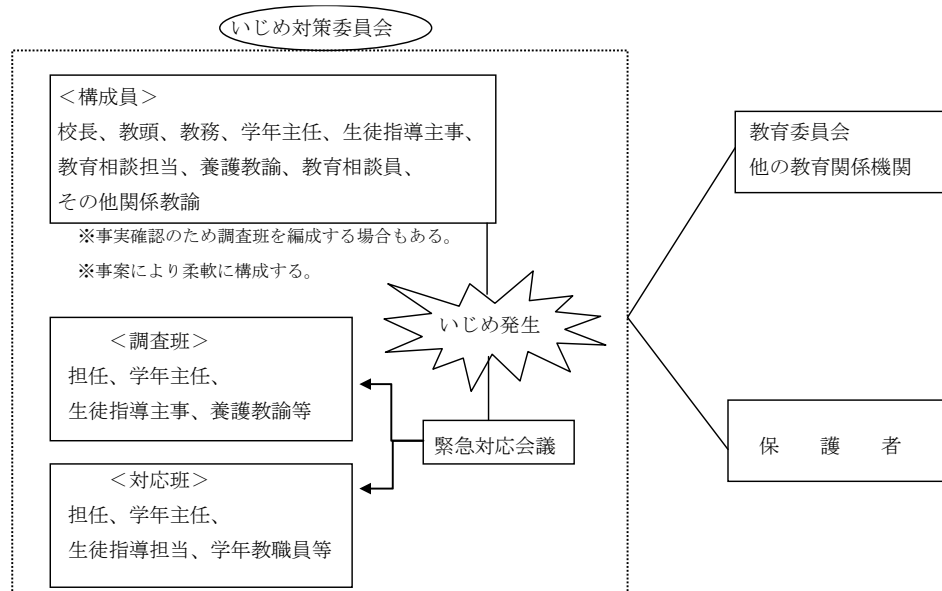 いじめ対策委員会
＜構成員＞
校長、教頭、教務、学年主任、生徒指導主事、
教育相談担当、養護教諭、教育相談員、
その他関係教諭
※事実確認のため調査班を編成する場合もある。
※事案により柔軟に構成する。
教育委員会
他の教育関係機関
いじめ発生
＜調査班＞
担任、学年主任、
生徒指導主事、養護教諭等
緊急対応会議
保　護　者
＜対応班＞
担任、学年主任、
生徒指導担当、学年教職員等